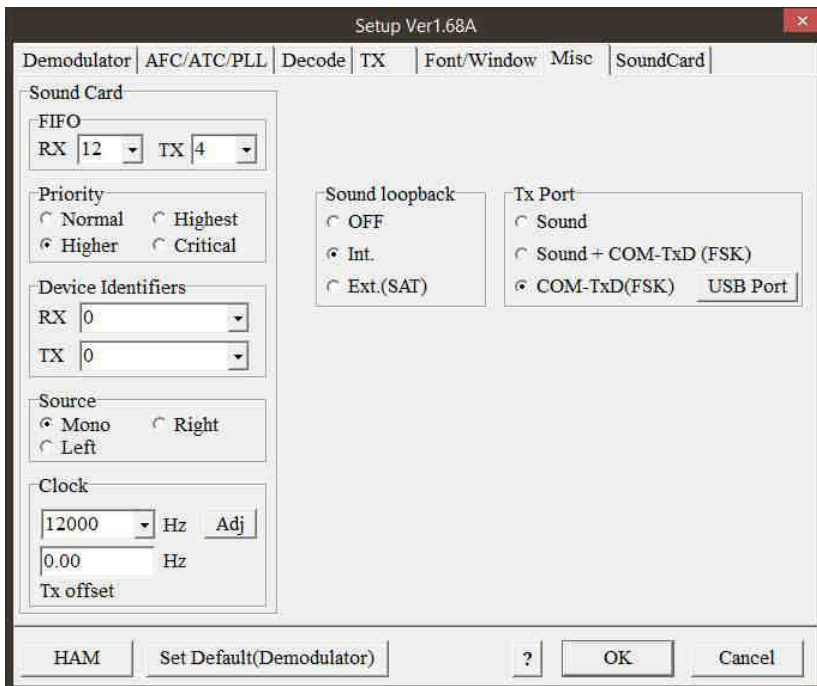 Setup Ver1.68A
Demodulator AFC/ATC/PLL Decode TX Font/Window Misc SoundCard
Sound Card
FIFO
RX 12 TX 4
Priority
Normal Highest
Higher Critical
Device Identifiers
RX 0
TX 0
Source
Mono Right
Left
Clock
12000 Hz Adj
0.00 Hz
Tx offset
Sound loopback
OFF
Int.
Ext.(SAT)
Tx Port
Sound
Sound + COM-TxD (FSK)
COM-TxD(FSK) USB Port
HAM Set Default(Demodulator) ? OK Cancel